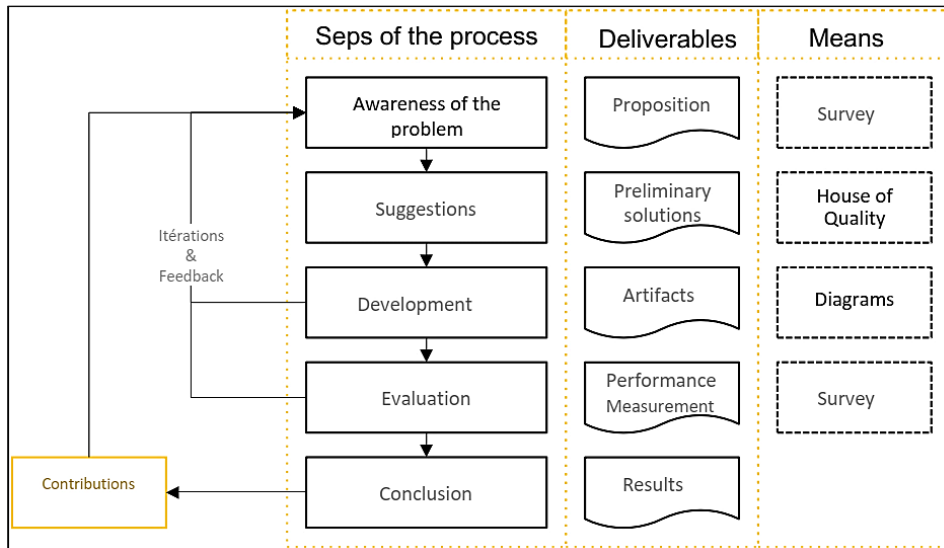 Seps of the process
Deliverables
Means
Awareness of the
problem
Proposition
Survey
Suggestions
Preliminary
solutions
House of
Quality
Itérations
&
Feedback
Development
Artifacts
Diagrams
Evaluation
Performance
Measurement
Survey
Contributions
Conclusion
Results